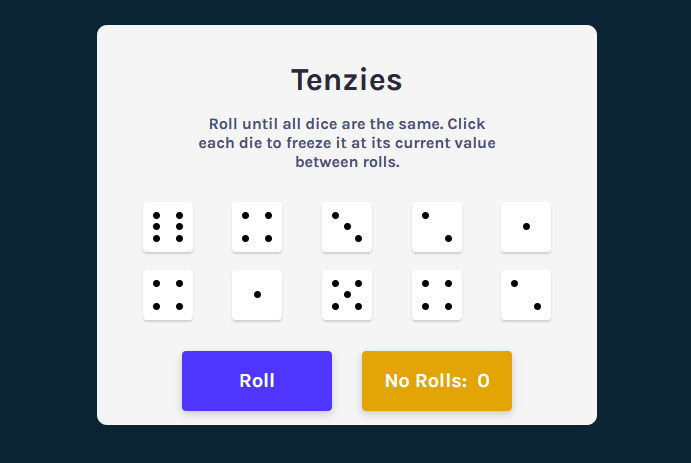 Tenzies
Roll until all dice are the same. Click
each die to freeze it at its current value
between rolls.
Roll
No Rolls: 0